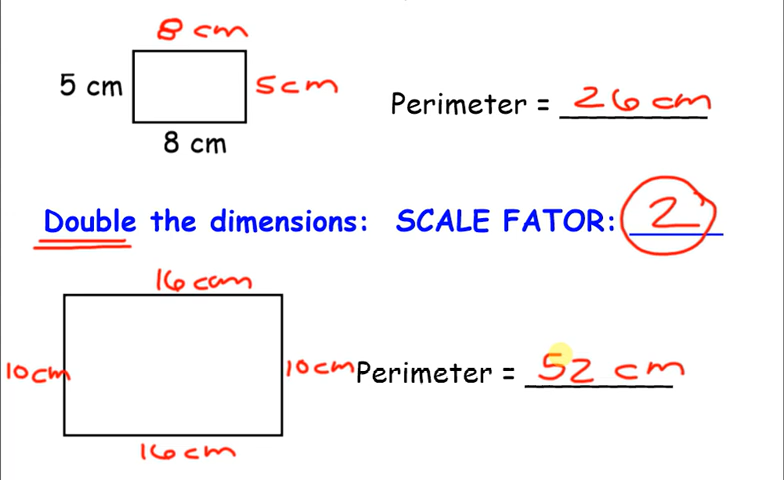 8 cm
5 cm
5cm
Perimeter = 26 cm
8 cm
Double the dimensions: SCALE FATOR: 2
16 cm
10cm
10cm
Perimeter = 52 cm
16cm